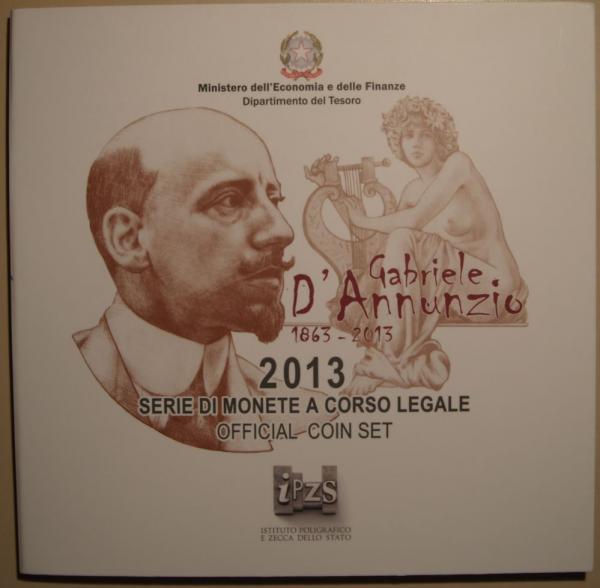 Ministero dell'Economia e delle Finanze
Dipartimento del Tesoro
Gabriele
D'Annunzio
1863 - 2013
2013
SERIE DI MONETE A CORSO LEGALE
OFFICIAL COIN SET
iPZS
ISTITUTO POLIGRAFICO
E ZECCA DELLO STATO